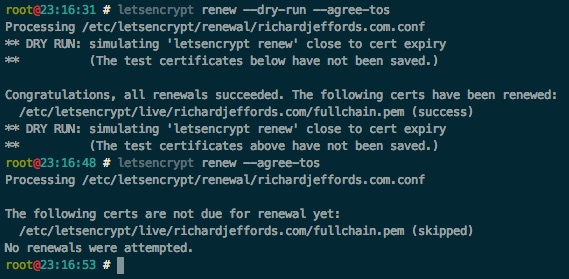 root@23:16:31 # letsencrypt renew --dry-run --agree-tos
Processing /etc/letsencrypt/renewal/richardjeffords.com.conf
** DRY RUN: simulating 'letsencrypt renew' close to cert expiry
**          (The test certificates below have not been saved.)

Congratulations, all renewals succeeded. The following certs have been renewed:
  /etc/letsencrypt/live/richardjeffords.com/fullchain.pem (success)
** DRY RUN: simulating 'letsencrypt renew' close to cert expiry
**          (The test certificates above have not been saved.)
root@23:16:48 # letsencrypt renew --agree-tos
Processing /etc/letsencrypt/renewal/richardjeffords.com.conf

The following certs are not due for renewal yet:
  /etc/letsencrypt/live/richardjeffords.com/fullchain.pem (skipped)
No renewals were attempted.
root@23:16:53 #